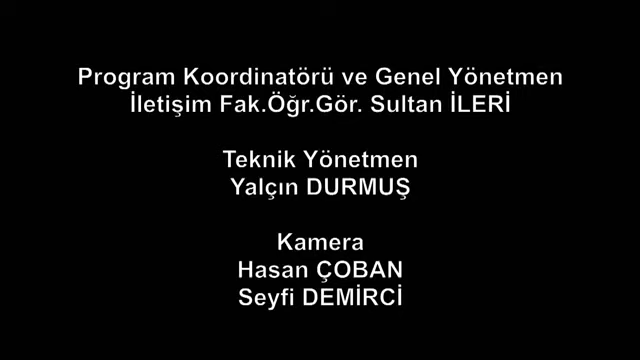 Program Koordinatörü ve Genel Yönetmen
İletişim Fak.Öğr.Gör. Sultan İLERİ
Teknik Yönetmen
Yalçın DURMUŞ
Kamera
Hasan ÇOBAN
Seyfi DEMİRCİ